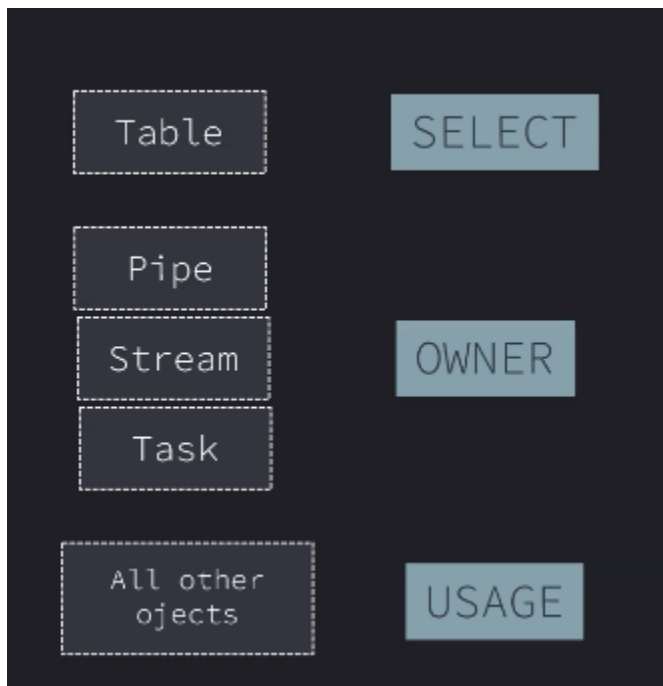 Table
SELECT
Pipe
Stream
OWNER
Task
All other
ojects
USAGE